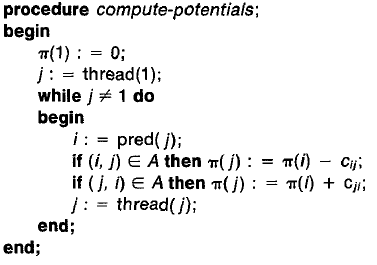 procedure compute-potentials;
begin
π(1) : = 0;
j : = thread(1);
while j ≠ 1 do
begin
i : = pred( j);
if (i, j) ∈ A then π( j) : = π(i) − cij;
if ( j, i) ∈ A then π( j) : = π(i) + cji;
j : = thread( j);
end;
end;